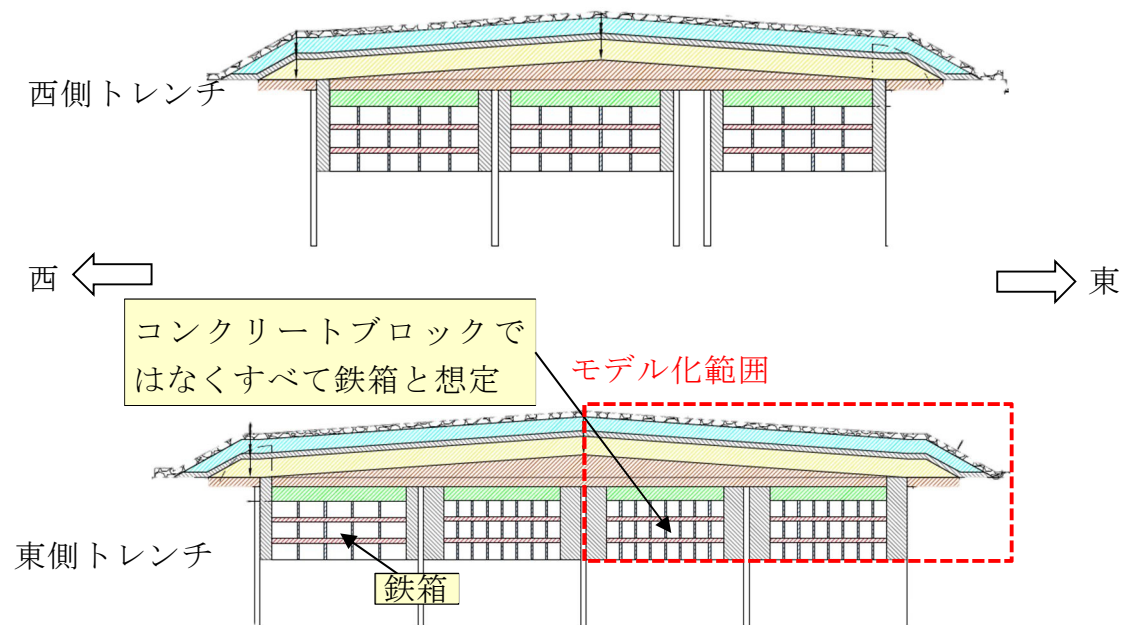 西側トレンチ
西
東
コンクリートブロックで
はなくすべて鉄箱と想定
モデル化範囲
東側トレンチ
鉄箱